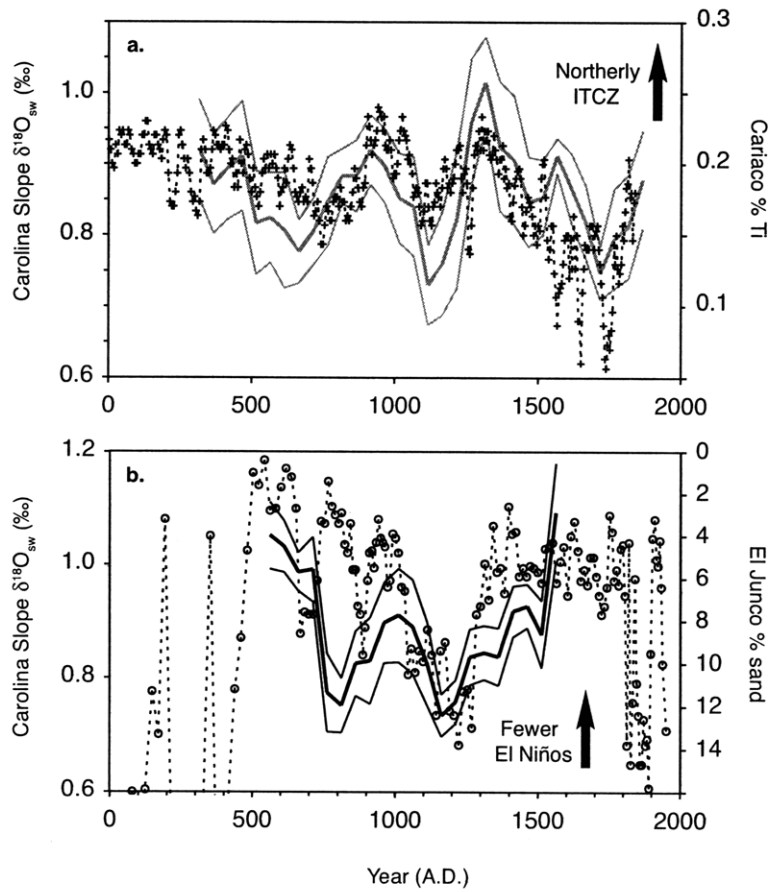 a.
Northerly
ITCZ
Carolina Slope δ18Osw (‰)
1.0
0.8
0.6
0.3
0.2
0.1
Cariaco % Ti
0 500 1000 1500 2000
b.
Fewer
El Niños
Carolina Slope δ18Osw (‰)
1.2
1.0
0.8
0.6
0
2
4
6
8
10
12
14
El Junco % sand
0 500 1000 1500 2000
Year (A.D.)